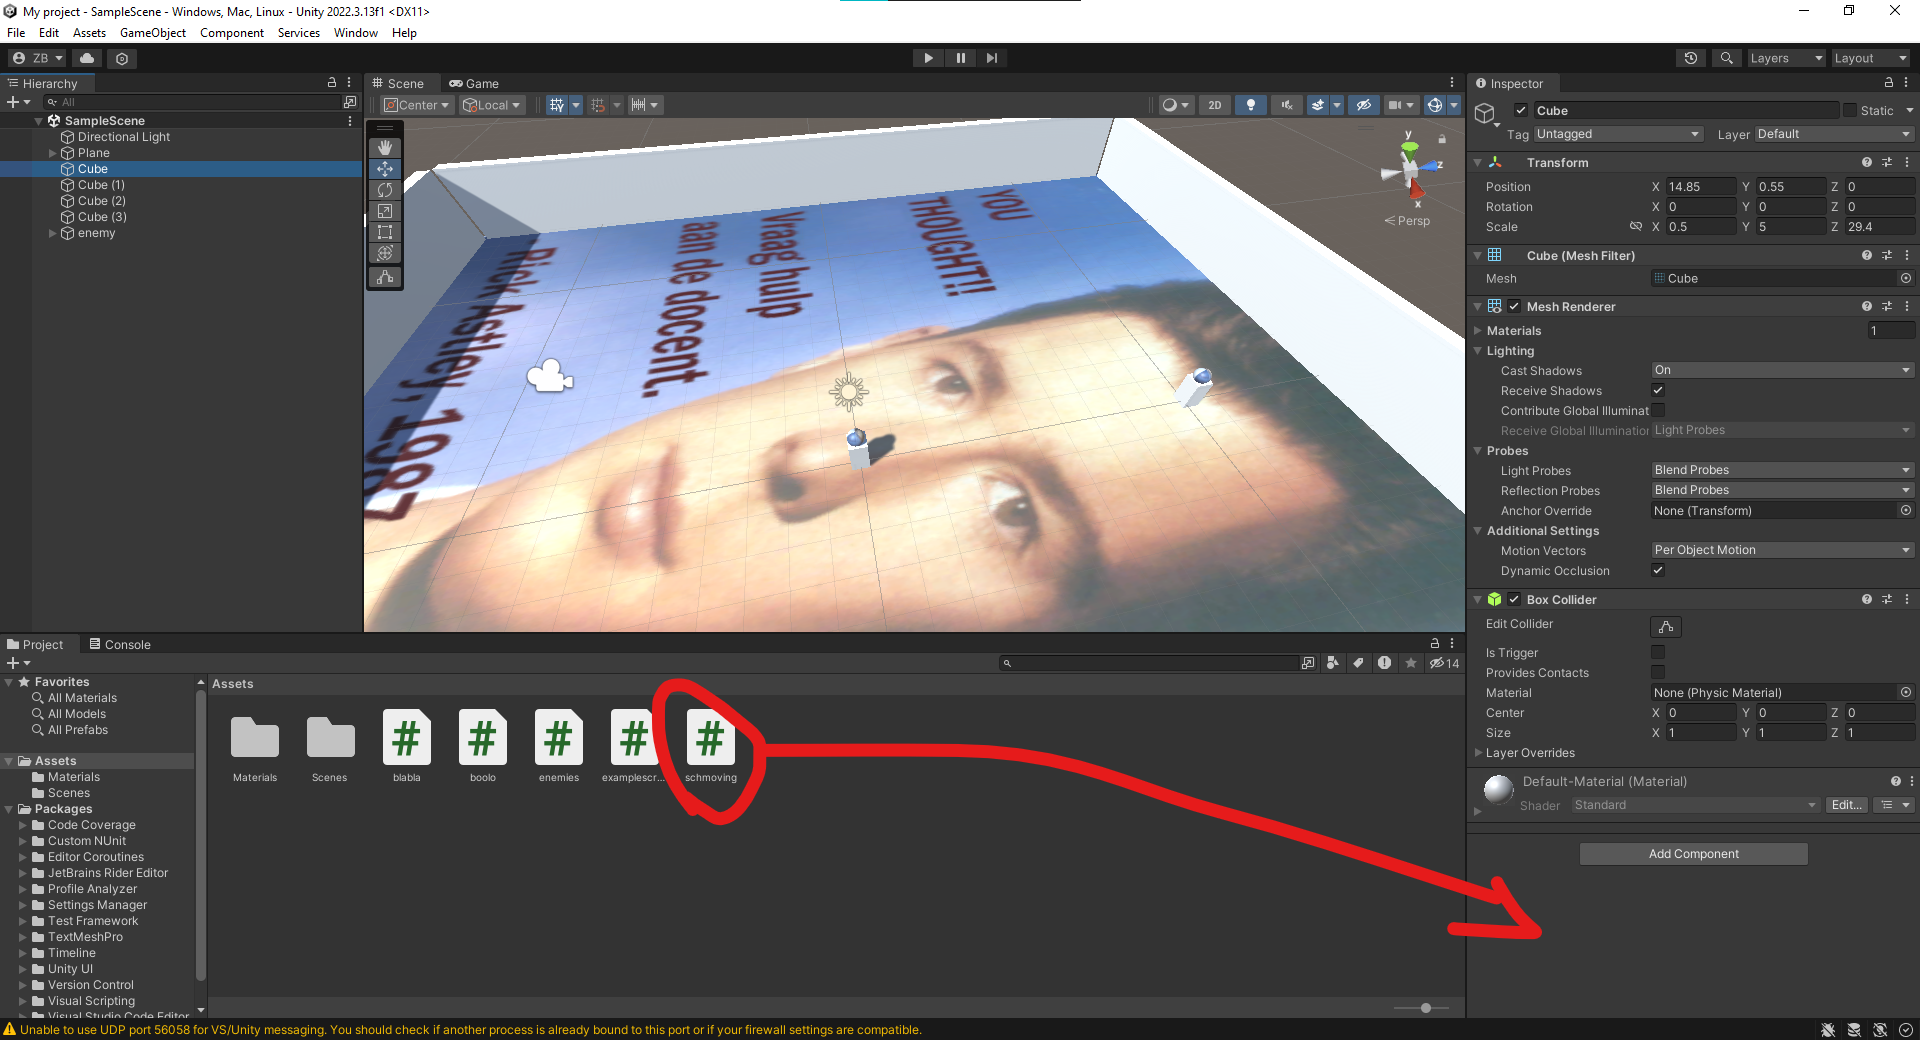 My project - SampleScene - Windows, Mac, Linux - Unity 2022.3.13f1 <DX11>
File Edit Assets GameObject Component Services Window Help
ZB Layers Layout
Hierarchy
All
SampleScene
Directional Light
Plane
Cube
Cube (1)
Cube (2)
Cube (3)
enemy
Scene Game
Center Local 2D
y
z
x
Persp
YOU
THOUGHT!!
Vraag hulp
aan de docent.
Rick Astley, 1987
Inspector
Cube Static
Tag Untagged Layer Default
Transform
Position X 14.85 Y 0.55 Z 0
Rotation X 0 Y 0 Z 0
Scale X 0.5 Y 5 Z 29.4
Cube (Mesh Filter)
Mesh Cube
Mesh Renderer
Materials 1
Lighting
Cast Shadows On
Receive Shadows
Contribute Global Illuminat
Receive Global Illumination Light Probes
Probes
Light Probes Blend Probes
Reflection Probes Blend Probes
Anchor Override None (Transform)
Additional Settings
Motion Vectors Per Object Motion
Dynamic Occlusion
Box Collider
Edit Collider
Is Trigger
Provides Contacts
Material None (Physic Material)
Center X 0 Y 0 Z 0
Size X 1 Y 1 Z 1
Layer Overrides
Default-Material (Material)
Shader Standard Edit...
Add Component
Project Console
14
Favorites
All Materials
All Models
All Prefabs
Assets
Materials
Scenes
Packages
Code Coverage
Custom NUnit
Editor Coroutines
JetBrains Rider Editor
Profile Analyzer
Settings Manager
Test Framework
TextMeshPro
Timeline
Unity UI
Version Control
Visual Scripting
Visual Studio Code Editor
Assets
# # # # #
Materials Scenes blabla boolo enemies examplescr... schmoving
Unable to use UDP port 56058 for VS/Unity messaging. You should check if another process is already bound to this port or if your firewall settings are compatible.